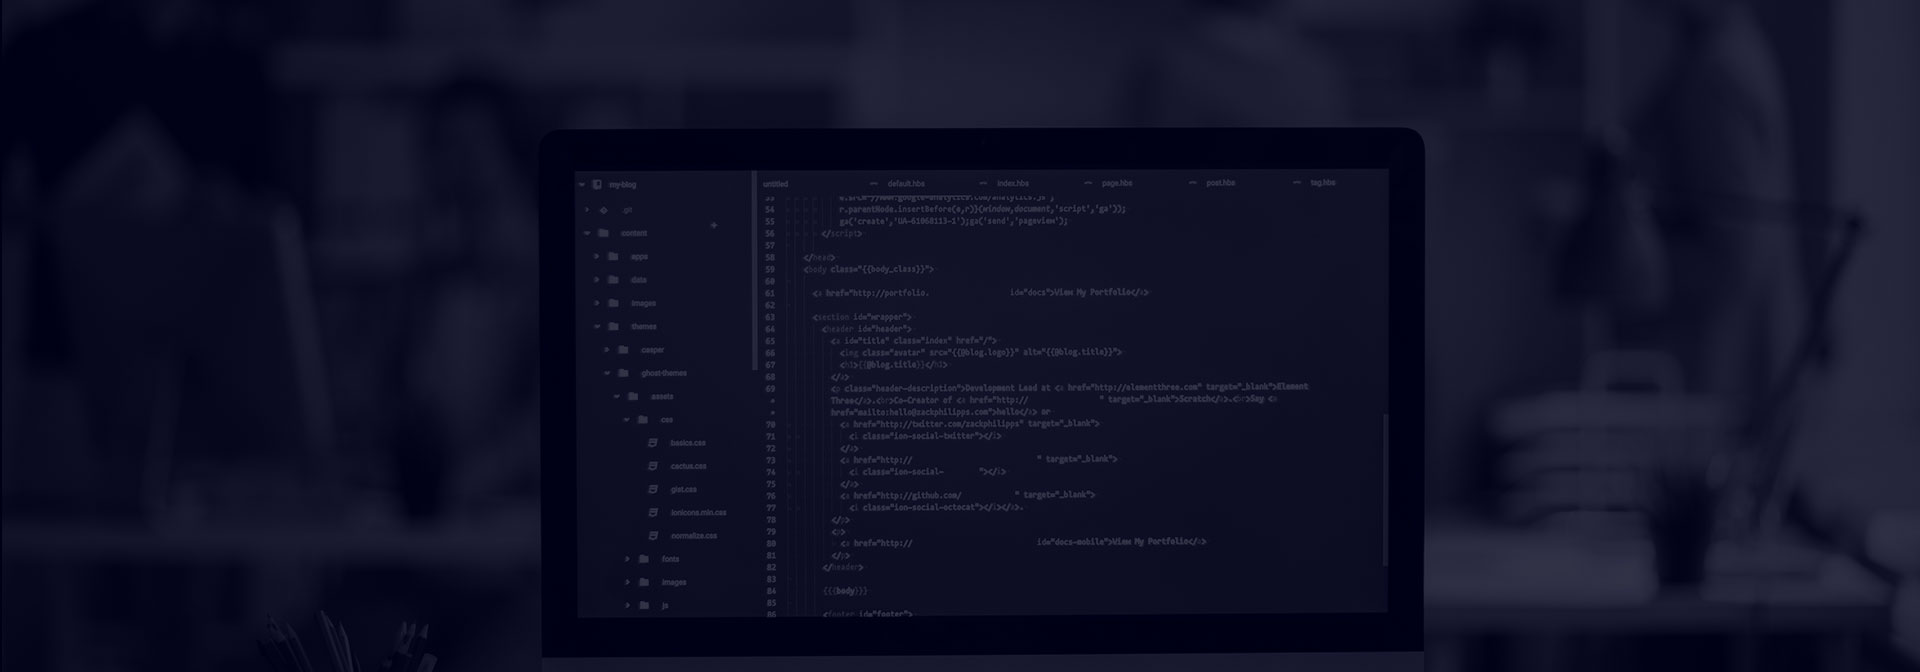 my-blog
.git
content
apps
data
images
themes
casper
ghost-themes
assets
css
basics.css
cactus.css
gist.css
ionicons.min.css
normalize.css
fonts
images
js
untitled
default.hbs
index.hbs
page.hbs
post.hbs
tag.hbs
54 r.parentNode.insertBefore(e,r)}(window,document,'script','ga'));
55 ga('create','UA-61068113-1');ga('send','pageview');
56 </script>
57
58 </head>
59 <body class="{{body_class}}">
60
61 <a href="http://portfolio. id="docs">View My Portfolio</a>
62
63 <section id="wrapper">
64 <header id="header">
65 <a id="title" class="index" href="/">
66 <img class="avatar" src="{{@blog.logo}}" alt="{{@blog.title}}">
67 <h1>{{@blog.title}}</h1>
68 </a>
69 <p class="header-description">Development Lead at <a href="http://elementthree.com" target="_blank">Element
Three</a>.<br>Co-Creator of <a href="http:// " target="_blank">Scratch</a>.<br>Say <a
href="mailto:hello@zackphilipps.com">hello</a> or
70 <a href="http://twitter.com/zackphilipps" target="_blank">
71 <i class="ion-social-twitter"></i>
72 </a>
73 <a href="http:// " target="_blank">
74 <i class="ion-social- "></i>
75 </a>
76 <a href="http://github.com/ " target="_blank">
77 <i class="ion-social-octocat"></i></a>.
78 </p>
79 <p>
80 <a href="http:// id="docs-mobile">View My Portfolio</a>
81 </p>
82 </header>
83
84 {{{body}}}
85
86 <footer id="footer">